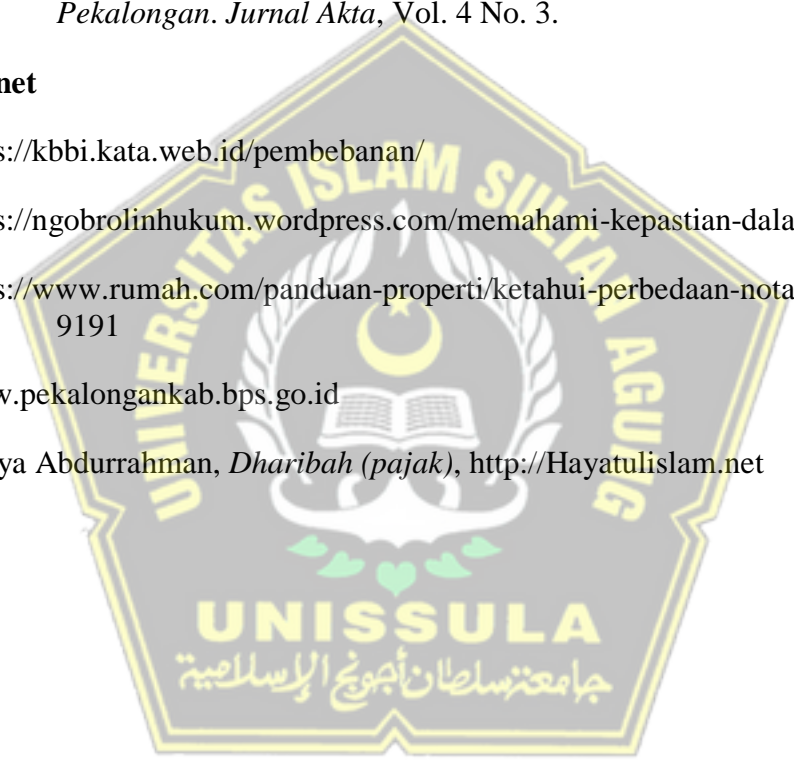 Pekalongan. Jurnal Akta, Vol. 4 No. 3.
net
s://kbbi.kata.web.id/pembebanan/
s://ngobrolinhukum.wordpress.com/memahami-kepastian-dala
s://www.rumah.com/panduan-properti/ketahui-perbedaan-nota
9191
w.pekalongankab.bps.go.id
ya Abdurrahman, Dharibah (pajak), http://Hayatulislam.net
UNIVERSITAS ISLAM SULTAN AGUNG
UNISSULA
جامعة سلطان أجونج الإسلامية